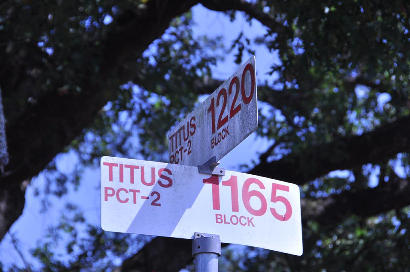 TITUS 1220
PCT-2 BLOCK
TITUS 1165
PCT-2 BLOCK